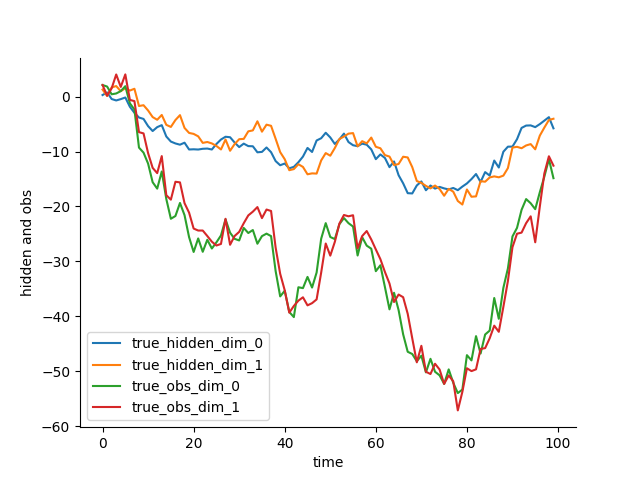 0
−10
−20
−30
−40
−50
−60
hidden and obs
true_hidden_dim_0
true_hidden_dim_1
true_obs_dim_0
true_obs_dim_1
0 20 40 60 80 100
time